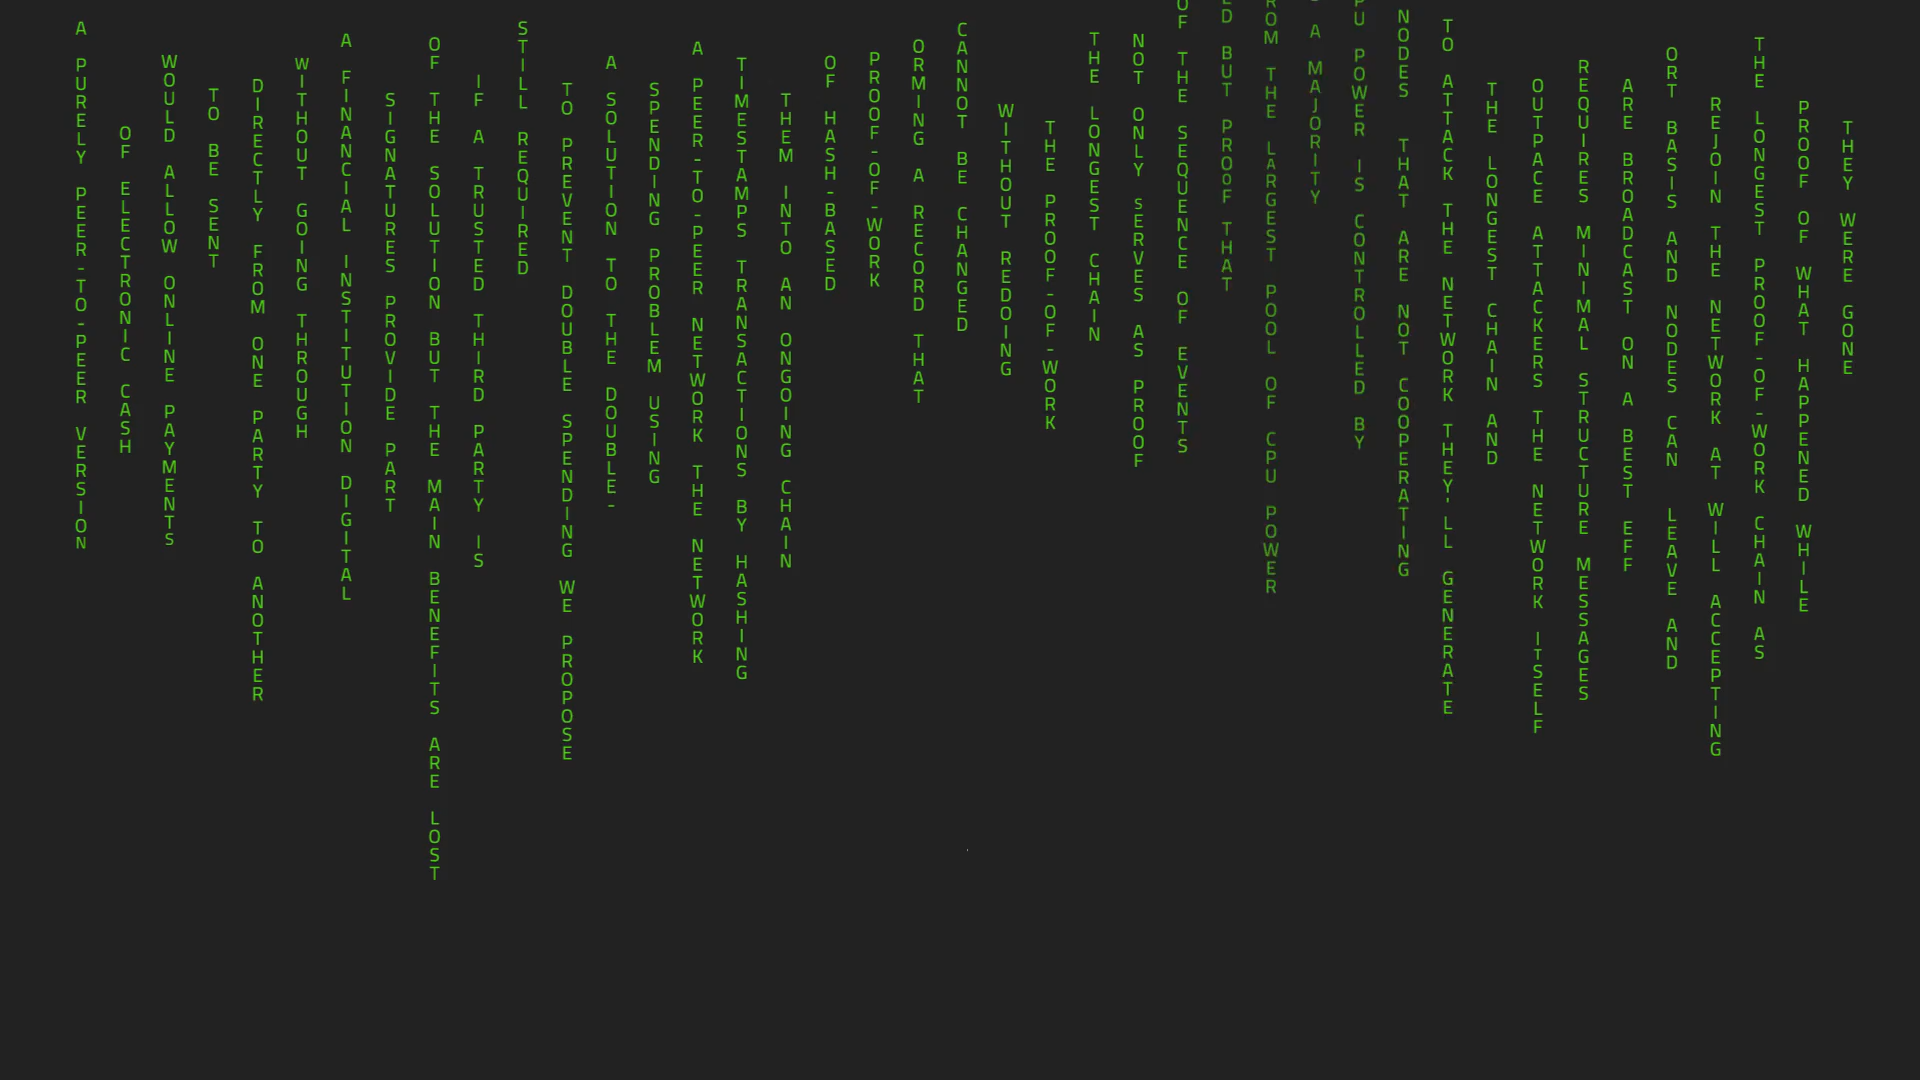 A PURELY PEER-TO-PEER VERSION
OF ELECTRONIC CASH
WOULD ALLOW ONLINE PAYMENTS
TO BE SENT
DIRECTLY FROM ONE PARTY TO ANOTHER
WITHOUT GOING THROUGH
A FINANCIAL INSTITUTION DIGITAL
SIGNATURES PROVIDE PART
OF THE SOLUTION BUT THE MAIN BENEFITS ARE LOST
IF A TRUSTED THIRD PARTY IS
STILL REQUIRED
TO PREVENT DOUBLE SPENDING WE PROPOSE
A SOLUTION TO THE DOUBLE-
SPENDING PROBLEM USING
A PEER-TO-PEER NETWORK THE NETWORK
TIMESTAMPS TRANSACTIONS BY HASHING
THEM INTO AN ONGOING CHAIN
OF HASH-BASED
PROOF-OF-WORK
ORMING A RECORD THAT
CANNOT BE CHANGED
WITHOUT REDOING
THE PROOF-OF-WORK
THE LONGEST CHAIN
NOT ONLY SERVES AS PROOF
OF THE SEQUENCE OF EVENTS
ED BUT PROOF THAT
ROM THE LARGEST POOL OF CPU POWER
A MAJORITY
PU POWER IS CONTROLLED BY
NODES THAT ARE NOT COOPERATING
TO ATTACK THE NETWORK THEY'LL GENERATE
THE LONGEST CHAIN AND
OUTPACE ATTACKERS THE NETWORK ITSELF
REQUIRES MINIMAL STRUCTURE MESSAGES
ARE BROADCAST ON A BEST EFF
ORT BASIS AND NODES CAN LEAVE AND
REJOIN THE NETWORK AT WILL ACCEPTING
THE LONGEST PROOF-OF-WORK CHAIN AS
PROOF OF WHAT HAPPENED WHILE
THEY WERE GONE